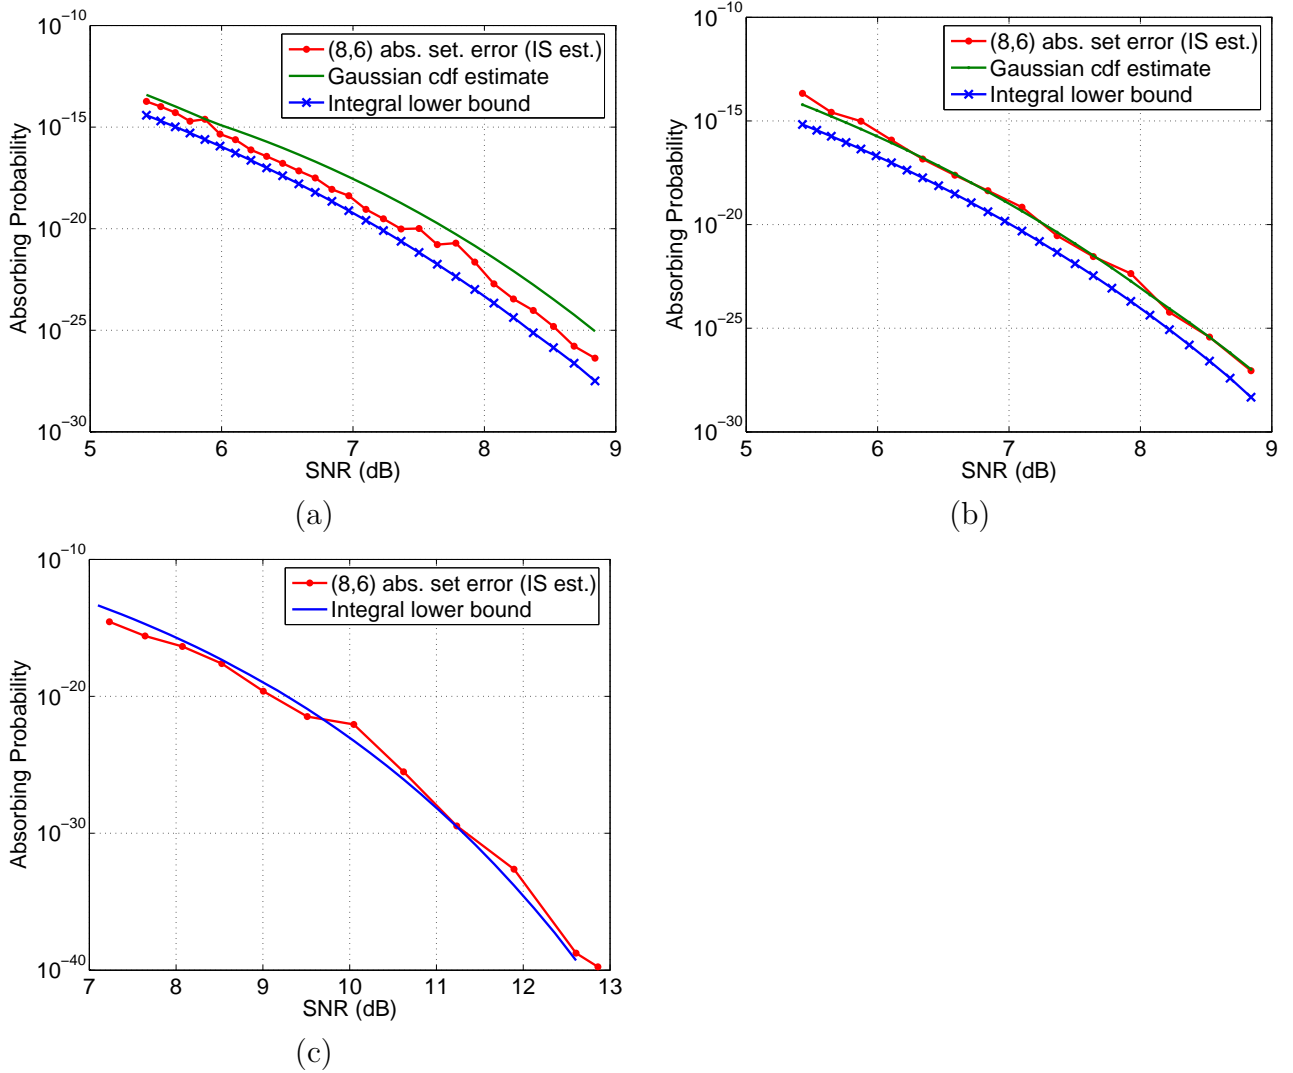 10^-10
10^-15
10^-20
10^-25
10^-30
Absorbing Probability
(8,6) abs. set. error (IS est.)
Gaussian cdf estimate
Integral lower bound
5 6 7 8 9
SNR (dB)
(a)
10^-10
10^-15
10^-20
10^-25
10^-30
Absorbing Probability
(8,6) abs. set error (IS est.)
Gaussian cdf estimate
Integral lower bound
5 6 7 8 9
SNR (dB)
(b)
10^-10
10^-20
10^-30
10^-40
Absorbing Probability
(8,6) abs. set error (IS est.)
Integral lower bound
7 8 9 10 11 12 13
SNR (dB)
(c)